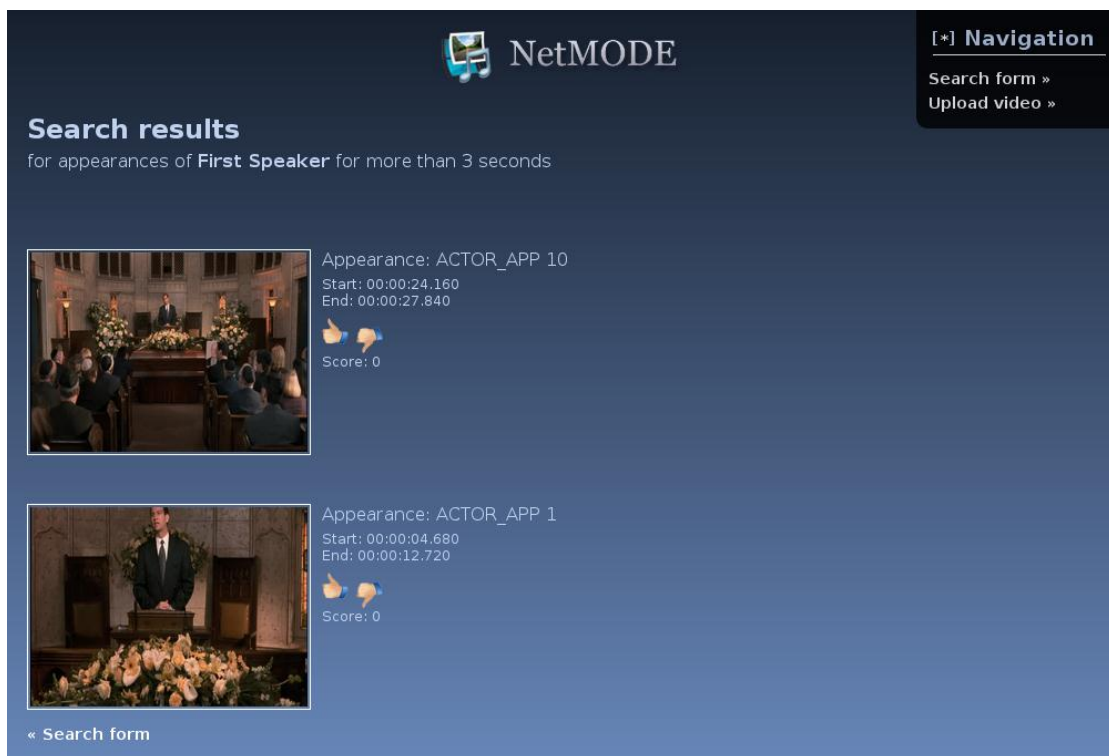 NetMODE
[*] Navigation
Search form »
Upload video »
Search results
for appearances of First Speaker for more than 3 seconds
Appearance: ACTOR_APP 10
Start: 00:00:24.160
End: 00:00:27.840
Score: 0
Appearance: ACTOR_APP 1
Start: 00:00:04.680
End: 00:00:12.720
Score: 0
« Search form